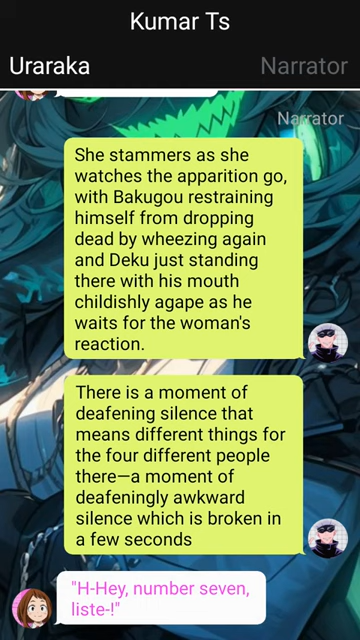 Kumar Ts
Uraraka
Narrator
Narrator
She stammers as she
watches the apparition go,
with Bakugou restraining
himself from dropping
dead by wheezing again
and Deku just standing
there with his mouth
childishly agape as he
waits for the woman's
reaction.
There is a moment of
deafening silence that
means different things for
the four different people
there—a moment of
deafeningly awkward
silence which is broken in
a few seconds
"H-Hey, number seven,
liste-!"